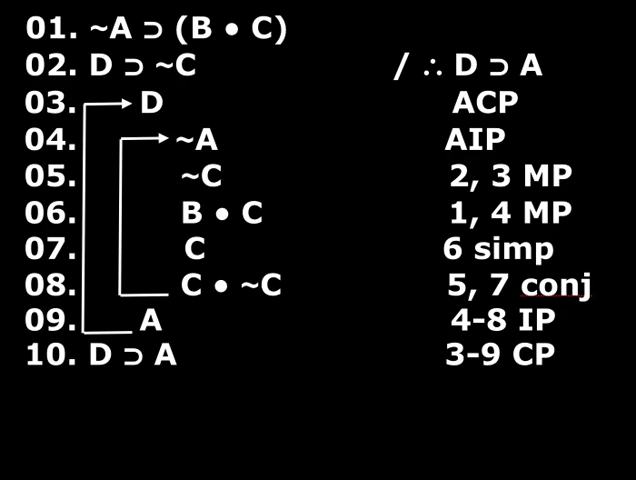 01. ~A ⊃ (B • C)
02. D ⊃ ~C / ∴ D ⊃ A
03. D ACP
04. ~A AIP
05. ~C 2, 3 MP
06. B • C 1, 4 MP
07. C 6 simp
08. C • ~C 5, 7 conj
09. A 4-8 IP
10. D ⊃ A 3-9 CP